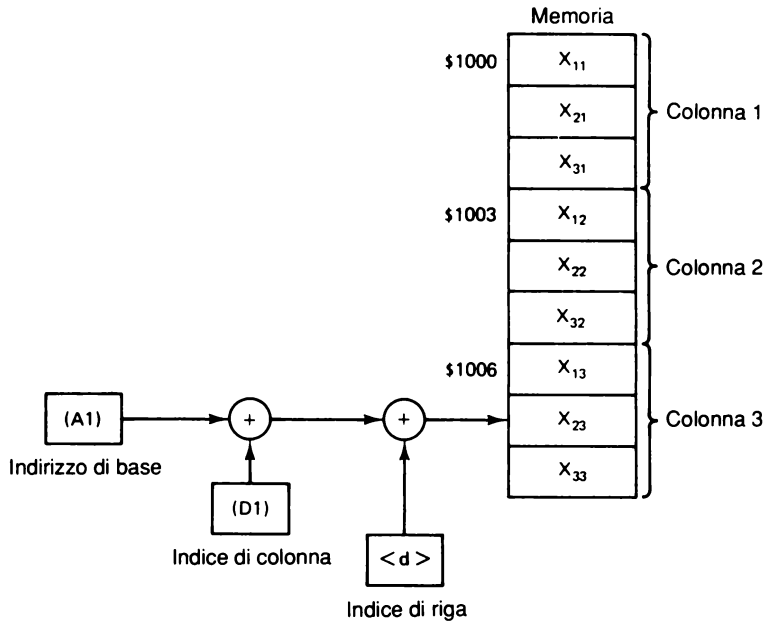 Memoria
$1000
X₁₁
X₂₁
Colonna 1
X₃₁
$1003
X₁₂
X₂₂
Colonna 2
X₃₂
$1006
X₁₃
(A1)
+
+
X₂₃
Colonna 3
Indirizzo di base
X₃₃
(D1)
Indice di colonna
<d>
Indice di riga